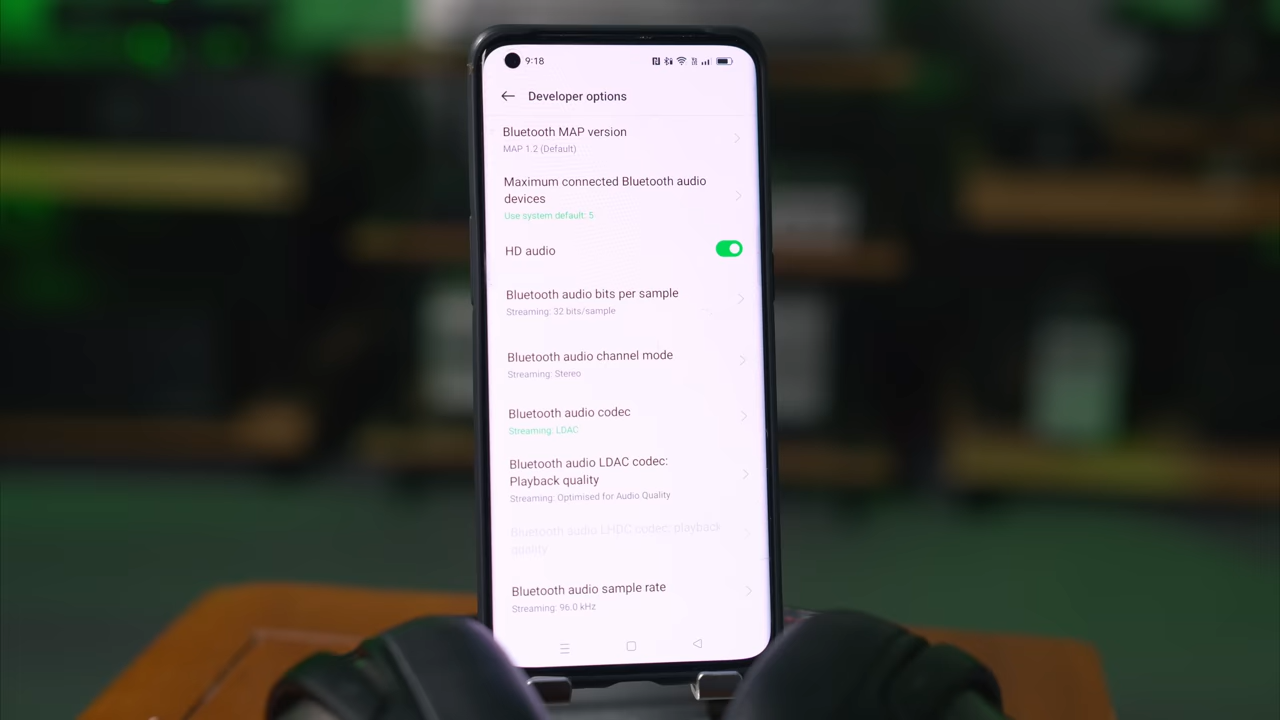 9:18
Developer options
Bluetooth MAP version
MAP 1.2 (Default)
Maximum connected Bluetooth audio
devices
Use system default: 5
HD audio
Bluetooth audio bits per sample
Streaming: 32 bits/sample
Bluetooth audio channel mode
Streaming: Stereo
Bluetooth audio codec
Streaming: LDAC
Bluetooth audio LDAC codec:
Playback quality
Streaming: Optimised for Audio Quality
Bluetooth audio LHDC codec: playback
quality
Bluetooth audio sample rate
Streaming: 96.0 kHz